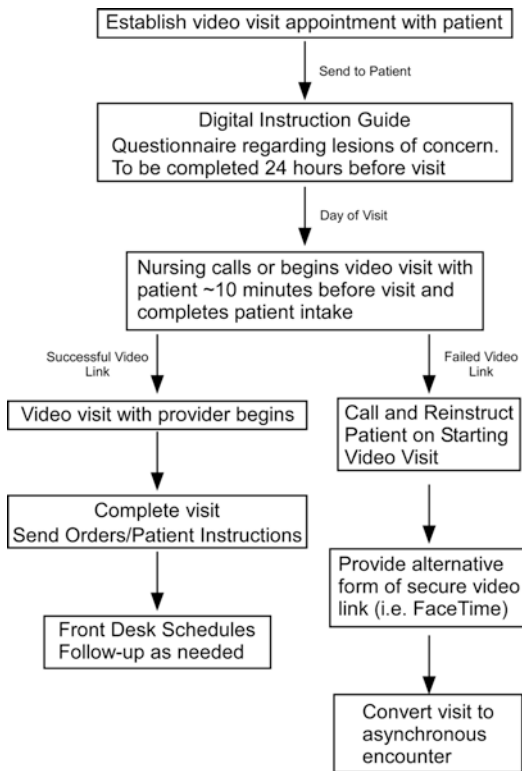 Establish video visit appointment with patient
Send to Patient
Digital Instruction Guide
Questionnaire regarding lesions of concern.
To be completed 24 hours before visit
Day of Visit
Nursing calls or begins video visit with
patient ~10 minutes before visit and
completes patient intake
Successful Video
Link
Video visit with provider begins
Complete visit
Send Orders/Patient Instructions
Front Desk Schedules
Follow-up as needed
Failed Video
Link
Call and Reinstruct
Patient on Starting
Video Visit
Provide alternative
form of secure video
link (i.e. FaceTime)
Convert visit to
asynchronous
encounter